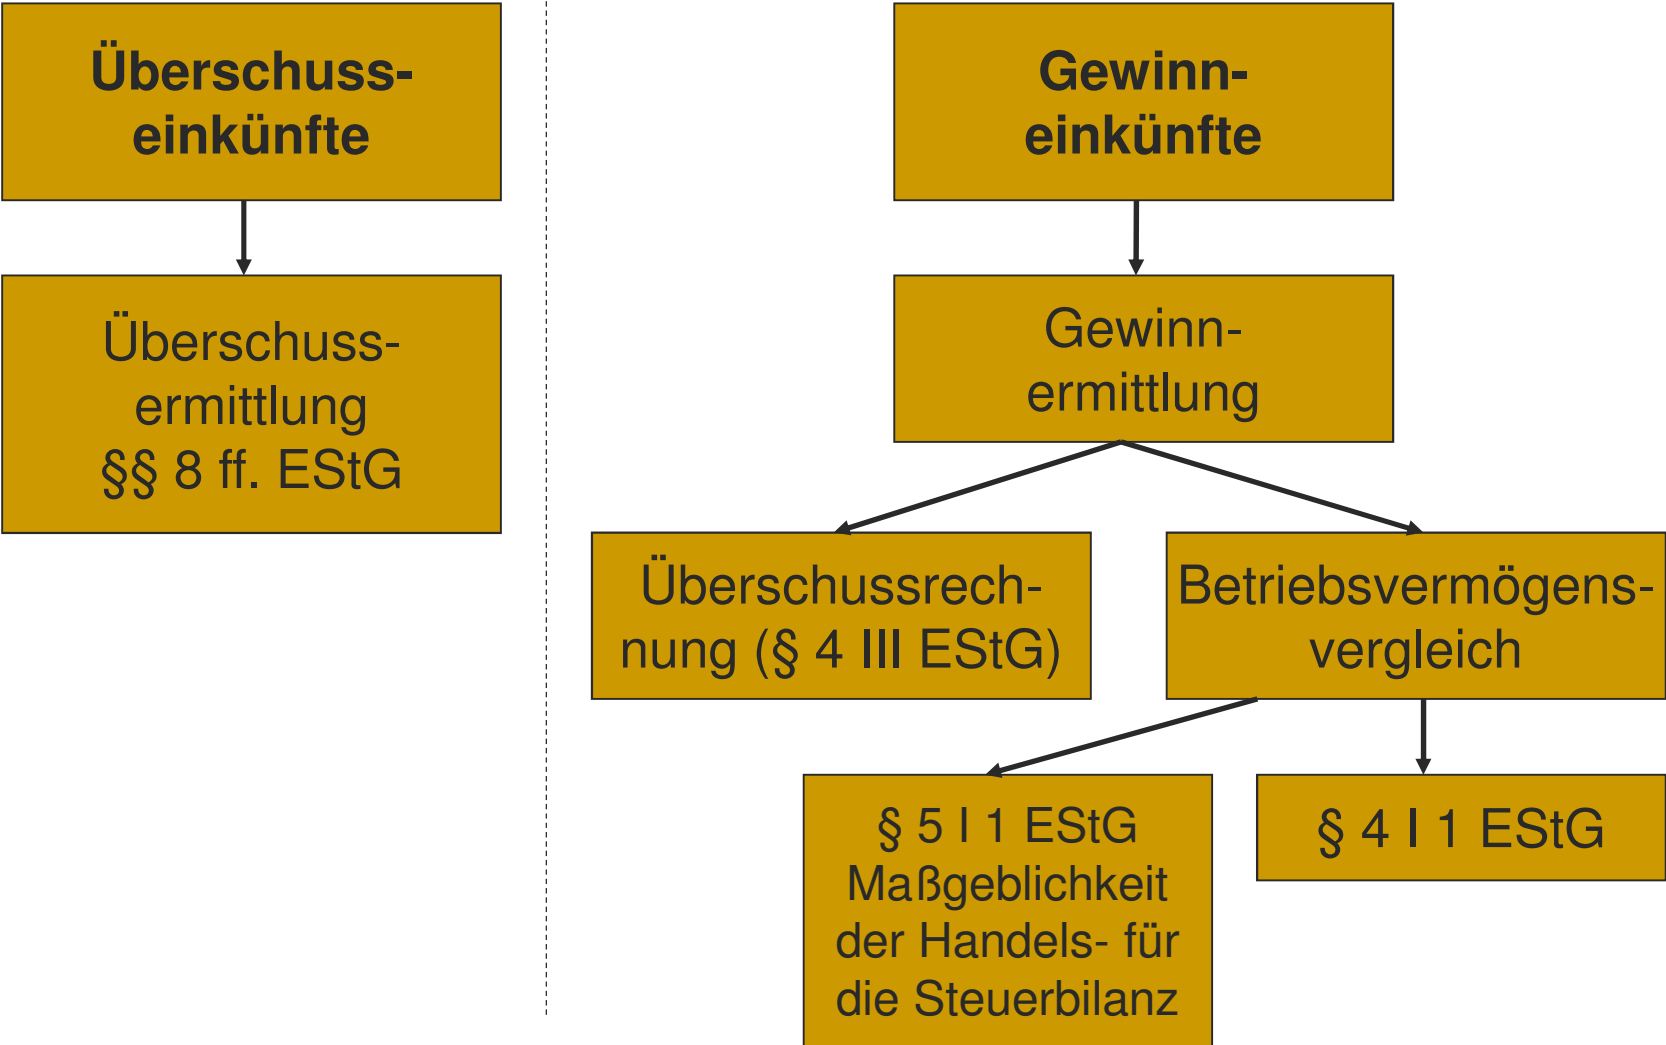 Überschuss-
einkünfte
Überschuss-
ermittlung
§§ 8 ff. EStG
Gewinn-
einkünfte
Gewinn-
ermittlung
Überschussrech-
nung (§ 4 III EStG)
Betriebsvermögens-
vergleich
§ 5 I 1 EStG
Maßgeblichkeit
der Handels- für
die Steuerbilanz
§ 4 I 1 EStG